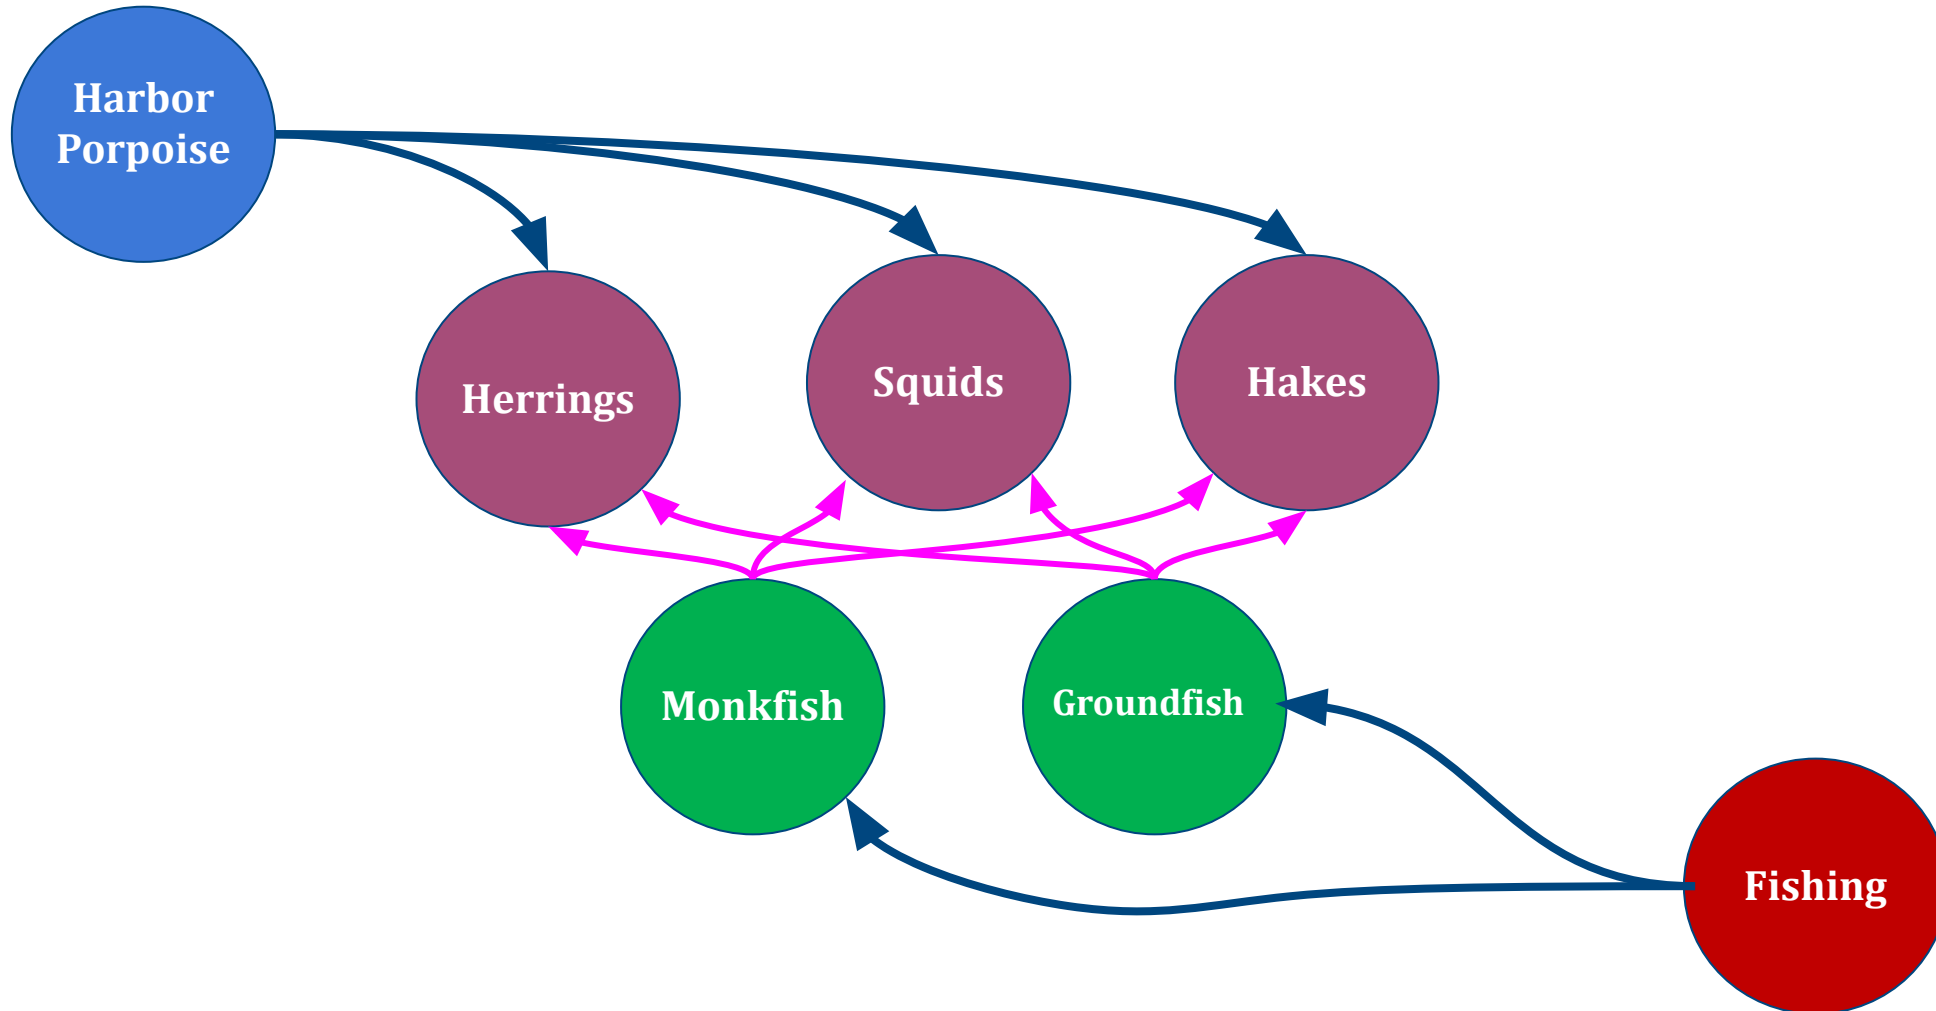 Harbor
Porpoise
Herrings
Squids
Hakes
Monkfish
Groundfish
Fishing